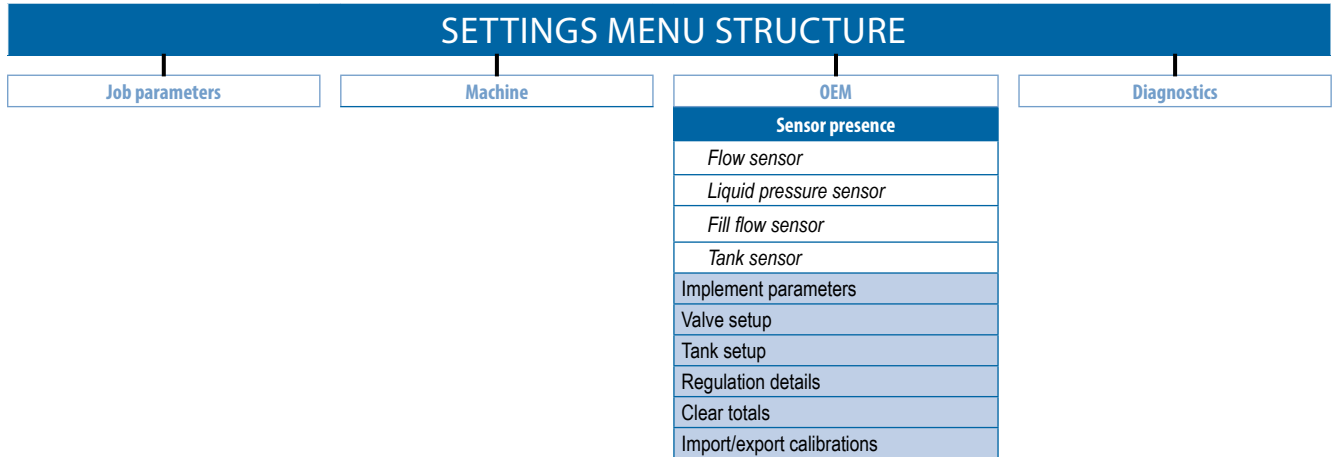 SETTINGS MENU STRUCTURE
Job parameters
Machine
OEM
Diagnostics
Sensor presence
Flow sensor
Liquid pressure sensor
Fill flow sensor
Tank sensor
Implement parameters
Valve setup
Tank setup
Regulation details
Clear totals
Import/export calibrations